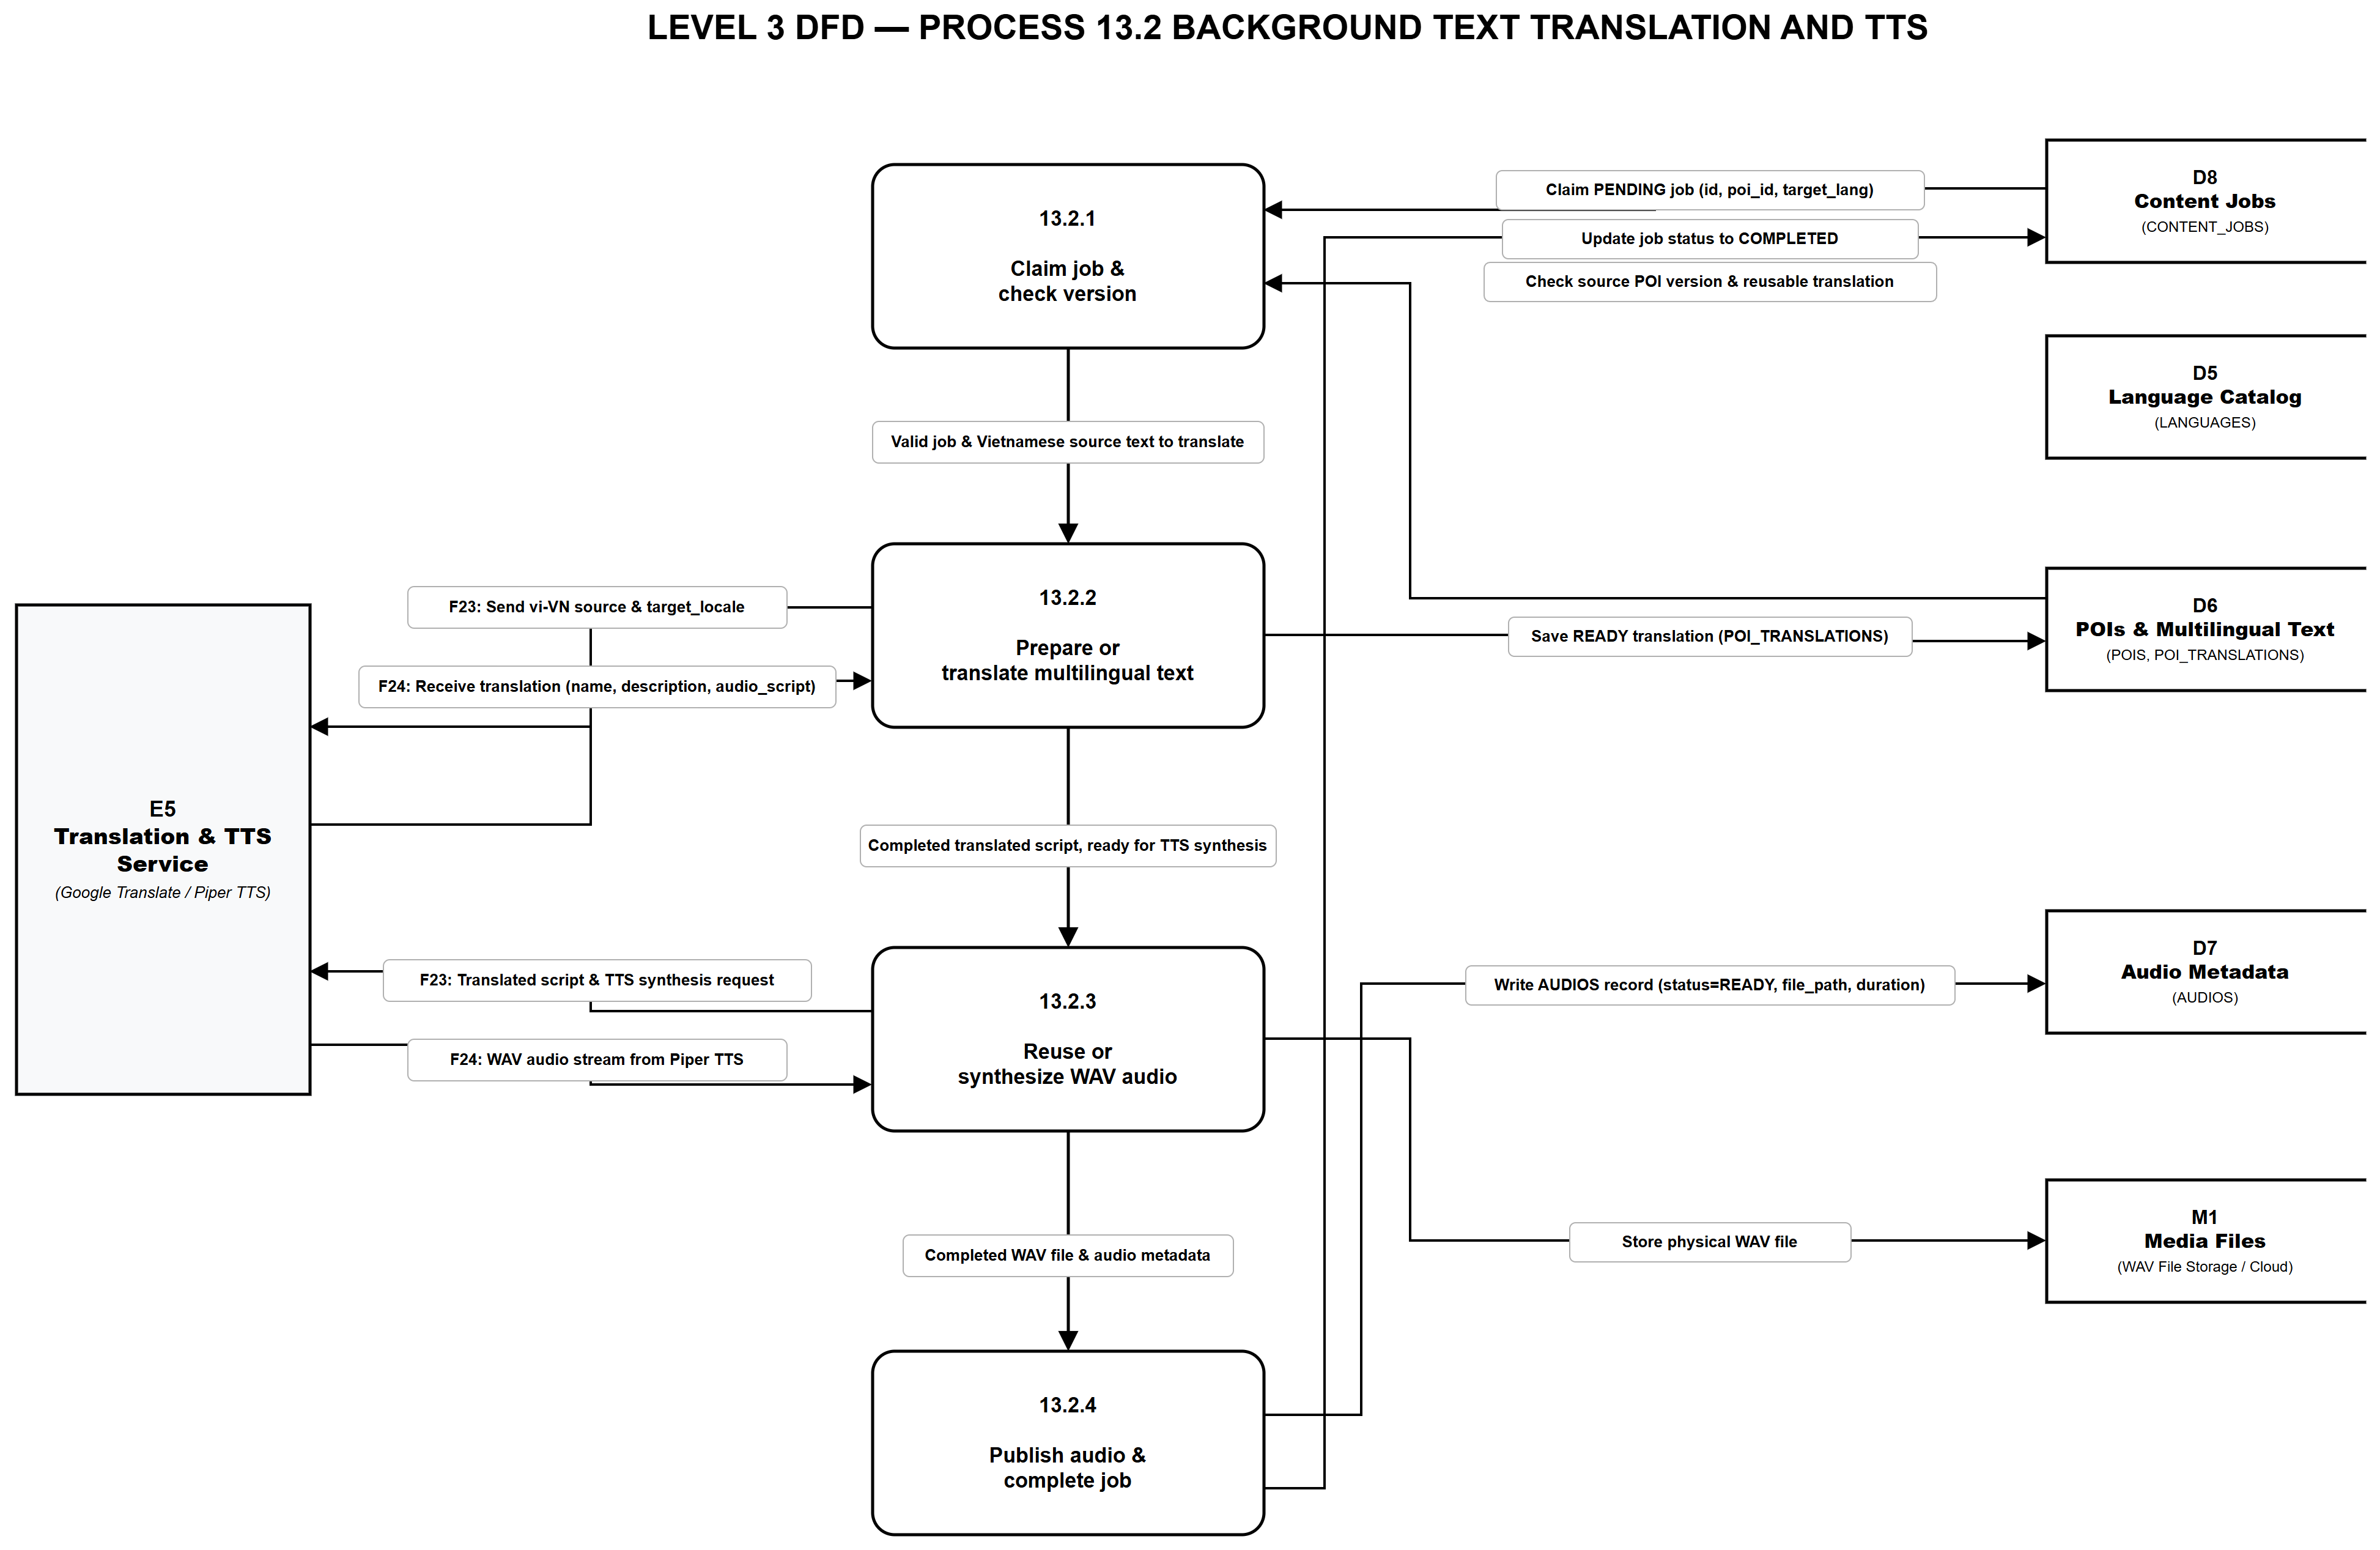 LEVEL 3 DFD — PROCESS 13.2 BACKGROUND TEXT TRANSLATION AND TTS
13.2.1
Claim job &
check version
Claim PENDING job (id, poi_id, target_lang)
Update job status to COMPLETED
Check source POI version & reusable translation
D8
Content Jobs
(CONTENT_JOBS)
D5
Language Catalog
(LANGUAGES)
Valid job & Vietnamese source text to translate
13.2.2
Prepare or
translate multilingual text
F23: Send vi-VN source & target_locale
F24: Receive translation (name, description, audio_script)
Save READY translation (POI_TRANSLATIONS)
D6
POIs & Multilingual Text
(POIS, POI_TRANSLATIONS)
E5
Translation & TTS
Service
(Google Translate / Piper TTS)
Completed translated script, ready for TTS synthesis
F23: Translated script & TTS synthesis request
F24: WAV audio stream from Piper TTS
13.2.3
Reuse or
synthesize WAV audio
Write AUDIOS record (status=READY, file_path, duration)
D7
Audio Metadata
(AUDIOS)
Completed WAV file & audio metadata
Store physical WAV file
M1
Media Files
(WAV File Storage / Cloud)
13.2.4
Publish audio &
complete job